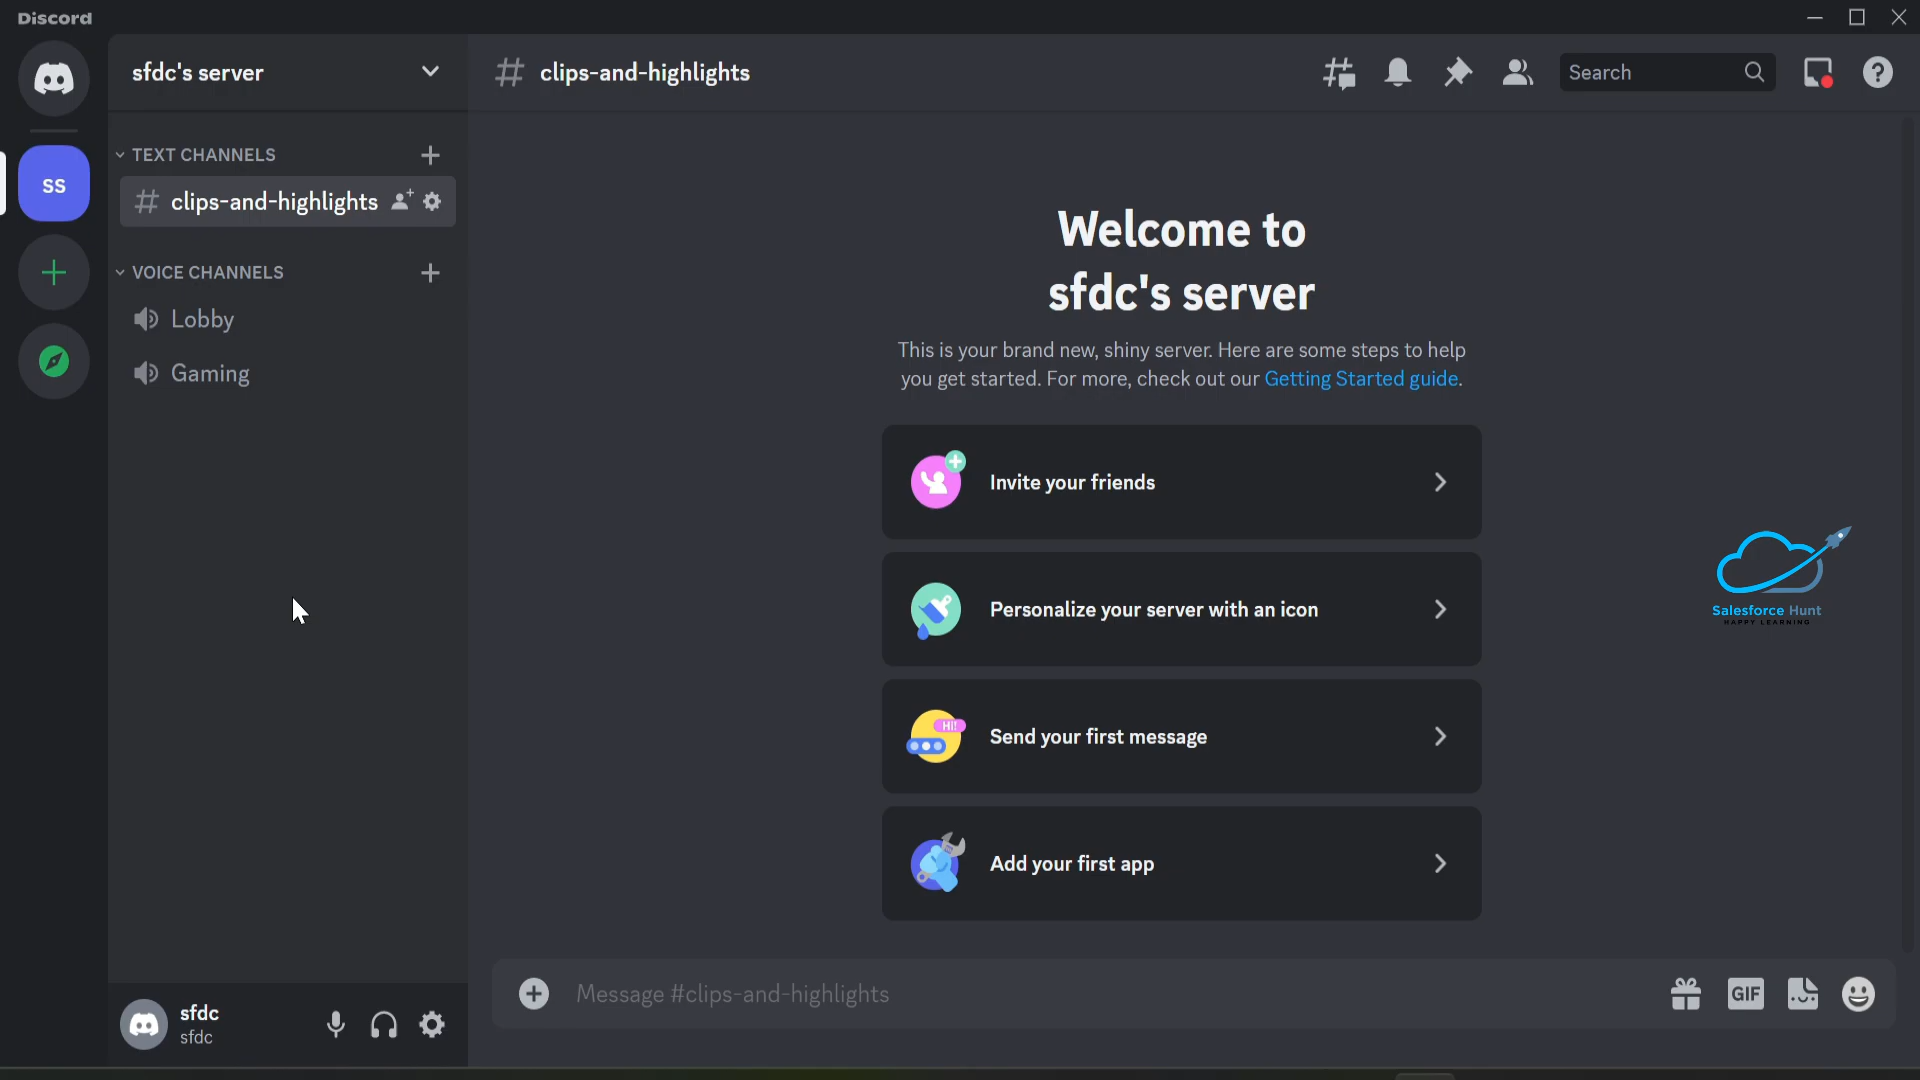 Discord
sfdc's server
clips-and-highlights
Search
TEXT CHANNELS
SS
clips-and-highlights
VOICE CHANNELS
Lobby
Gaming
Welcome to
sfdc's server
This is your brand new, shiny server. Here are some steps to help
you get started. For more, check out our Getting Started guide.
Invite your friends
Personalize your server with an icon
Hi!
Send your first message
Add your first app
Salesforce Hunt
HAPPY LEARNING
Message #clips-and-highlights
GIF
sfdc
sfdc